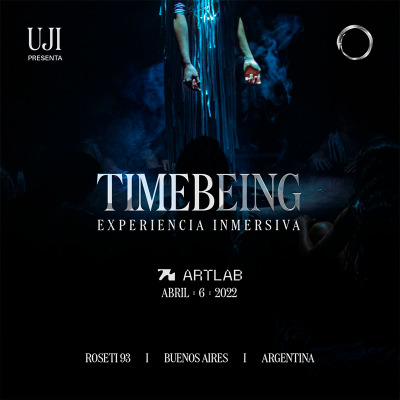 UJI
PRESENTA
TIMEBEING
EXPERIENCIA INMERSIVA
ARTLAB
ABRIL : 6 : 2022
ROSETI 93 I BUENOS AIRES I ARGENTINA